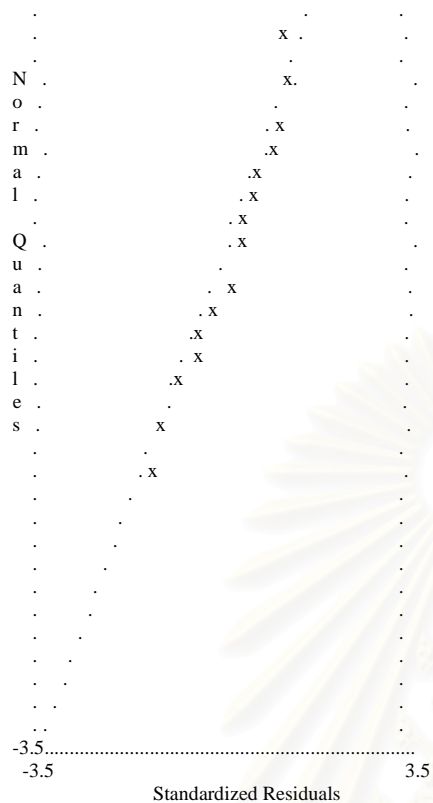 . . .
. x . .
. . .
N . x. .
o . . .
r . . x .
m . . x .
a . .x .
l . . x .
. . x .
Q . . x .
u . . .
a . . x .
n . . x .
t . .x .
i . . x .
l . .x .
e . . .
s . x .
. . .
. . x .
. . .
. . .
. . .
. . .
. . .
. . .
. . .
. . .
. . .
. . .
. . .
-3.5..........................................................................
-3.5 3.5
Standardized Residuals